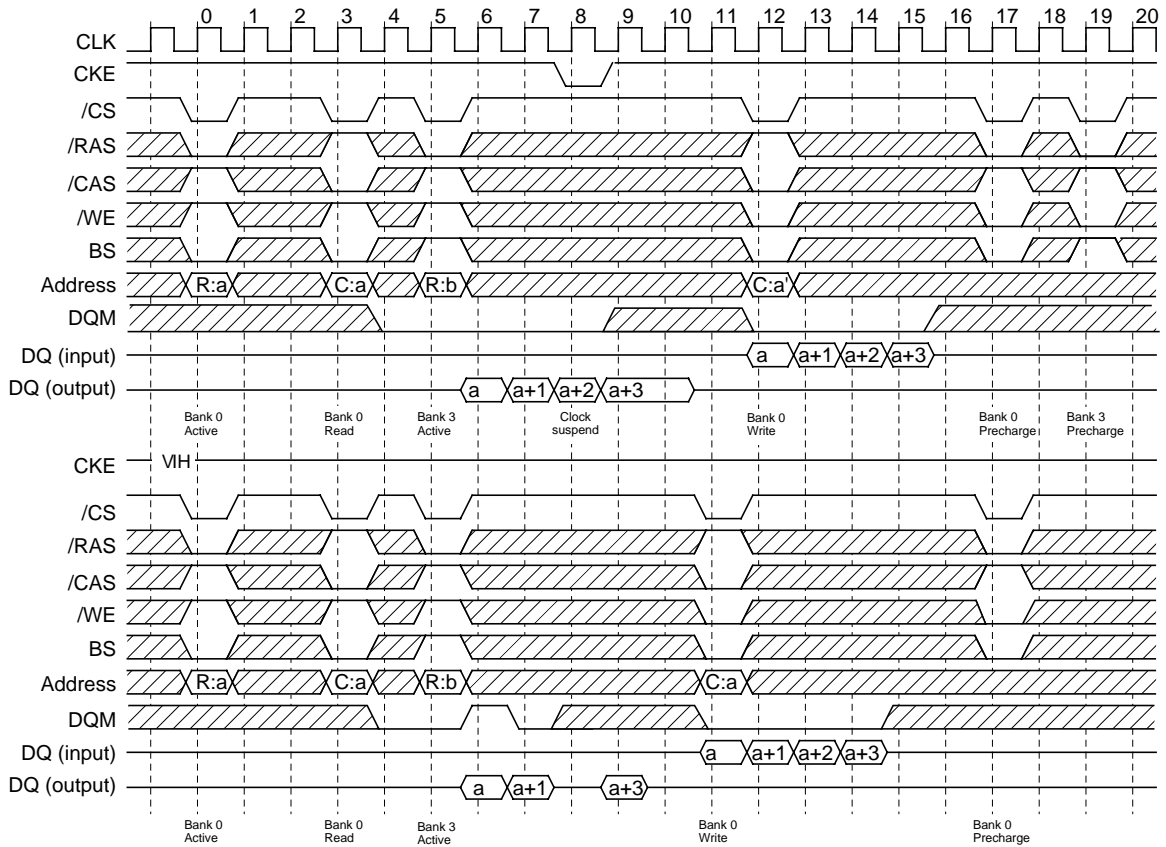 0 1 2 3 4 5 6 7 8 9 10 11 12 13 14 15 16 17 18 19 20
CLK
CKE
/CS
/RAS
/CAS
/WE
BS
Address R:a C:a R:b C:a'
DQM
DQ (input) a a+1 a+2 a+3
DQ (output) a a+1 a+2 a+3
Bank 0 Bank 0 Bank 3 Clock Bank 0 Bank 0 Bank 3
Active Read Active suspend Write Precharge Precharge
CKE VIH
/CS
/RAS
/CAS
/WE
BS
Address R:a C:a R:b C:a
DQM
DQ (input) a a+1 a+2 a+3
DQ (output) a a+1 a+3
Bank 0 Bank 0 Bank 3 Bank 0 Bank 0
Active Read Active Write Precharge